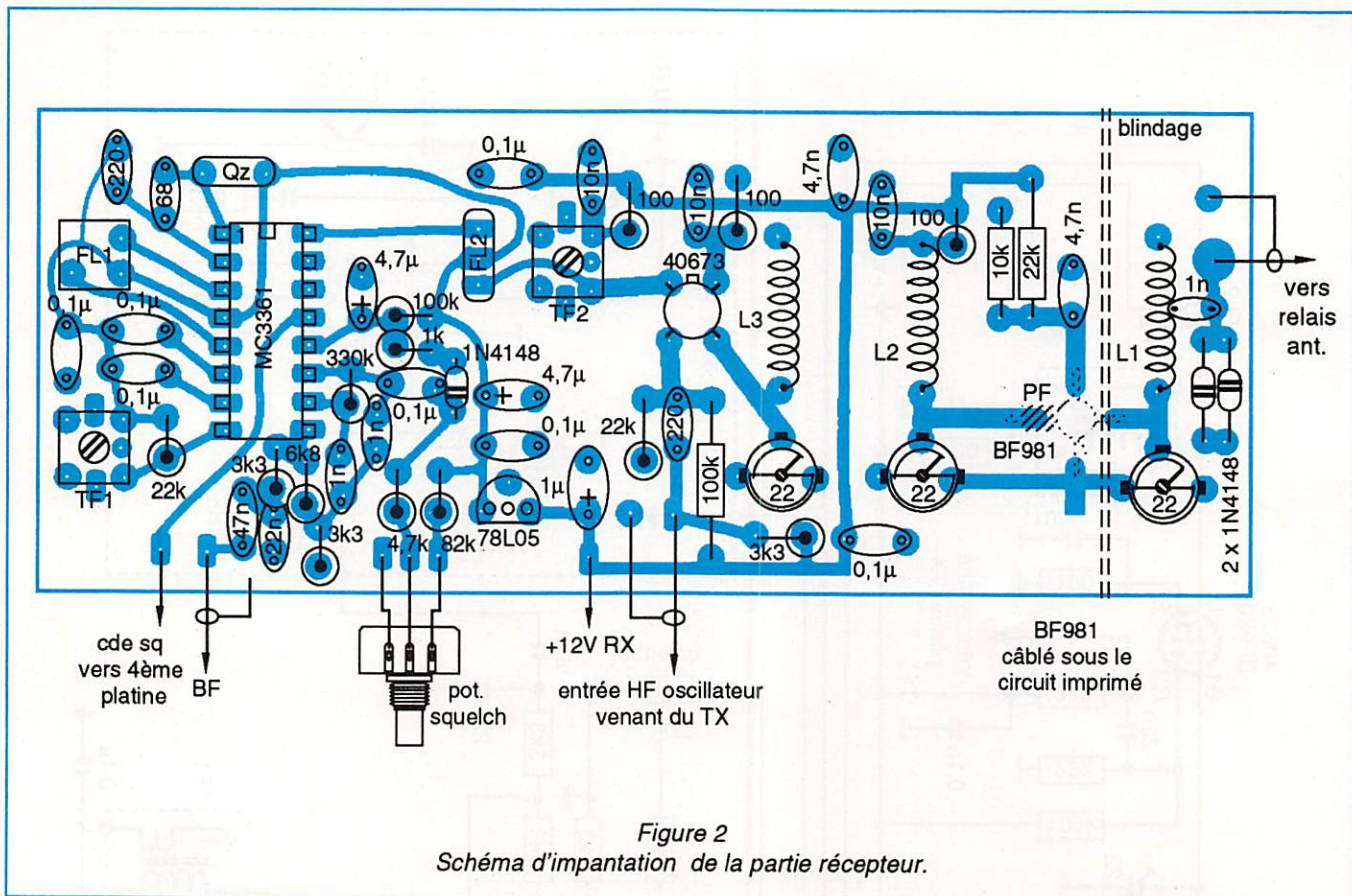 blindage
220
68
Qz
0,1µ
10n
100
10n
100
4,7n
10n
100
10k
22k
4,7n
FL1
1
FL2
4,7µ
40673
1n
vers
relais
ant.
0,1µ
0,1µ
MC3361
100k
TF2
L3
L2
L1
1k
330k
1N4148
4,7µ
0,1µ
0,1µ
0,1µ
PF
BF981
22k
220
100k
22
22
22
2 x 1N4148
TF1
22k
3k3
6k8
1n
1n
1µ
47n
22n
3k3
4,7k
82k
78L05
3k3
0,1µ
cde sq
vers 4ème
platine
BF
pot.
squelch
+12V RX
entrée HF oscillateur
venant du TX
BF981
câblé sous le
circuit imprimé
Figure 2
Schéma d'impantation de la partie récepteur.